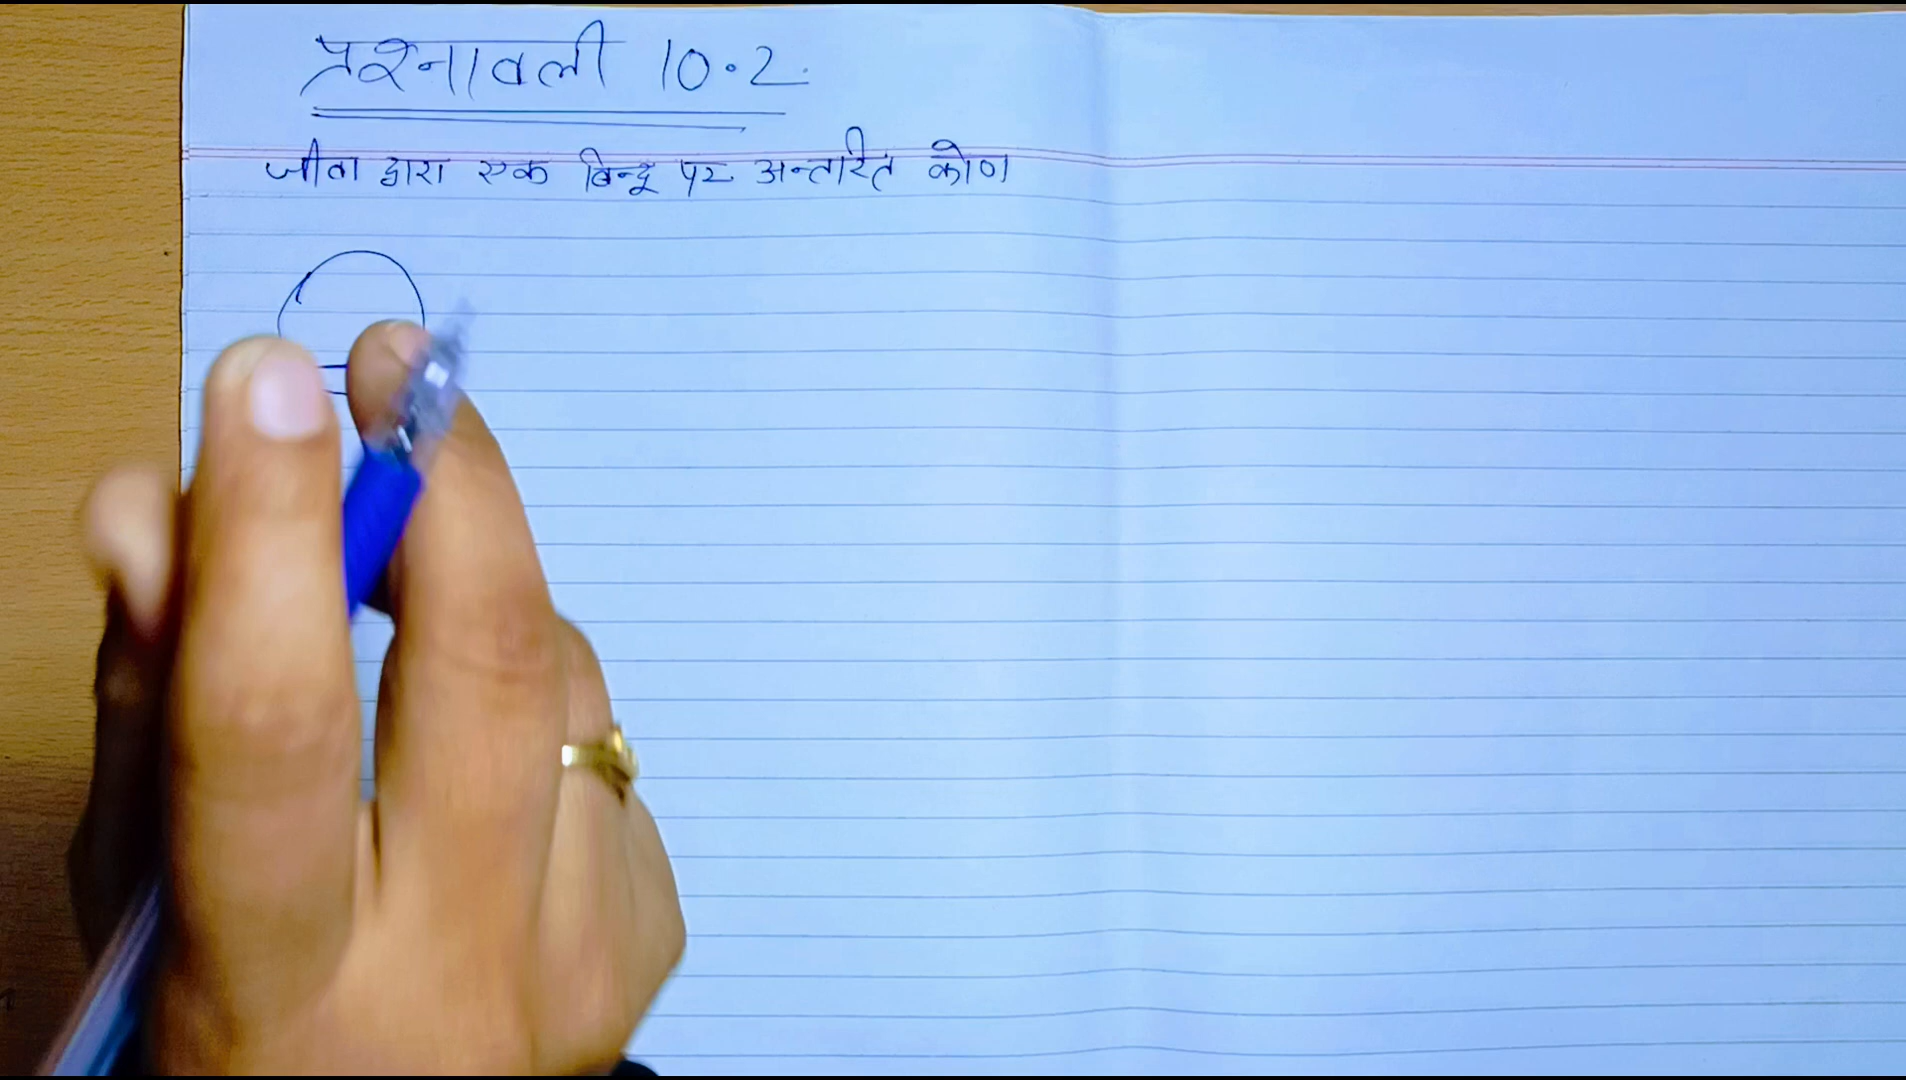 प्रश्नावली 10.2
जीवा द्वारा एक बिन्दू पर अन्तरित कोण